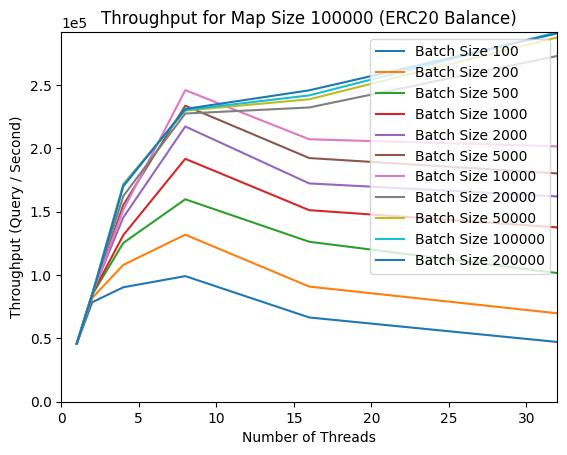 Throughput for Map Size 100000 (ERC20 Balance)
1e5
Throughput (Query / Second)
2.5
2.0
1.5
1.0
0.5
0.0
Batch Size 100
Batch Size 200
Batch Size 500
Batch Size 1000
Batch Size 2000
Batch Size 5000
Batch Size 10000
Batch Size 20000
Batch Size 50000
Batch Size 100000
Batch Size 200000
0 5 10 15 20 25 30
Number of Threads